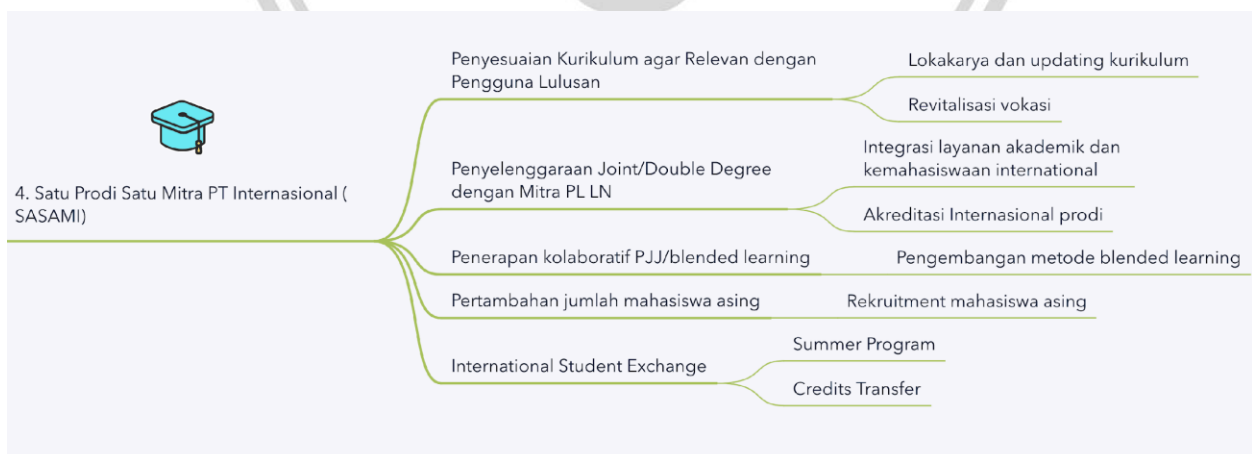 4. Satu Prodi Satu Mitra PT Internasional (
SASAMI)
Penyesuaian Kurikulum agar Relevan dengan
Pengguna Lulusan
Lokakarya dan updating kurikulum
Revitalisasi vokasi
Penyelenggaraan Joint/Double Degree
dengan Mitra PL LN
Integrasi layanan akademik dan
kemahasiswaan international
Akreditasi Internasional prodi
Penerapan kolaboratif PJJ/blended learning
Pengembangan metode blended learning
Pertambahan jumlah mahasiswa asing
Rekruitment mahasiswa asing
International Student Exchange
Summer Program
Credits Transfer